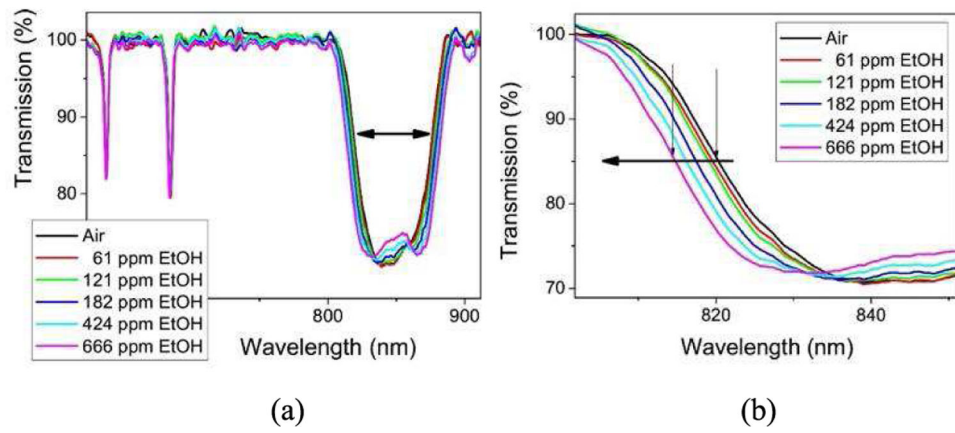 100
90
80
Transmission (%)
Air
61 ppm EtOH
121 ppm EtOH
182 ppm EtOH
424 ppm EtOH
666 ppm EtOH
800
900
Wavelength (nm)
(a)
100
90
80
70
Transmission (%)
Air
61 ppm EtOH
121 ppm EtOH
182 ppm EtOH
424 ppm EtOH
666 ppm EtOH
820
840
Wavelength (nm)
(b)